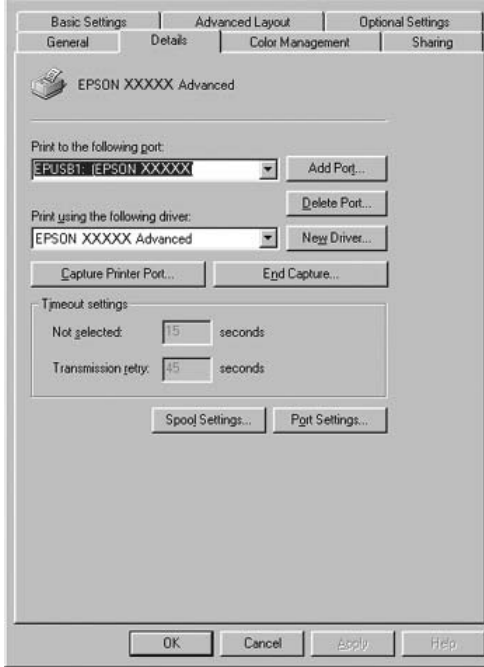 Basic Settings Advanced Layout Optional Settings
General Details Color Management Sharing
EPSON XXXXX Advanced
Print to the following port:
EPUSB1: (EPSON XXXXX( Add Port...
Delete Port...
Print using the following driver:
EPSON XXXXX Advanced New Driver...
Capture Printer Port... End Capture...
Timeout settings
Not selected: 15 seconds
Transmission retry: 45 seconds
Spool Settings... Port Settings...
OK Cancel Apply Help